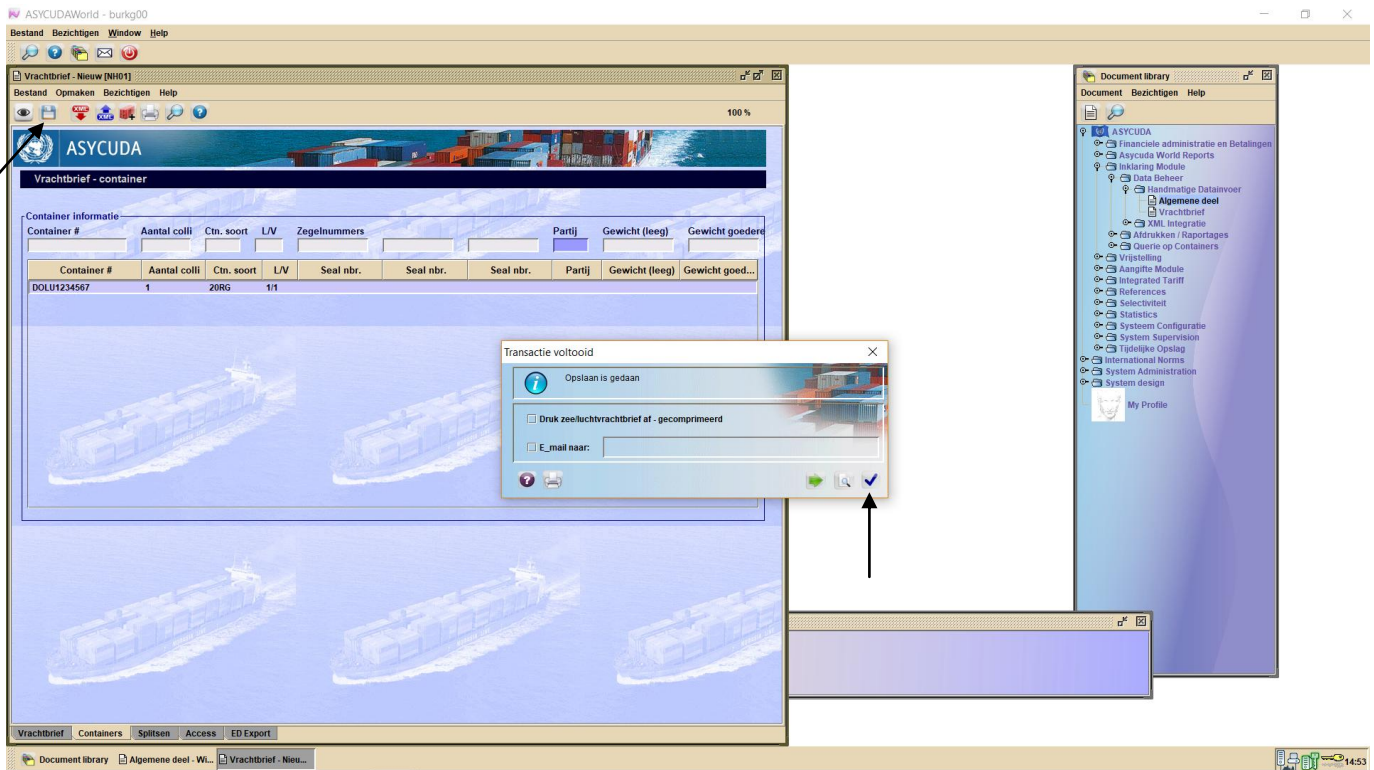 ASYCUDAWorld - burkg00
Bestand Bezichtigen Window Help
Vrachtbrief - Nieuw [NH01]
Bestand Opmaken Bezichtigen Help
XML XML
100 %
ASYCUDA
Vrachtbrief - container
Container informatie
Container # Aantal colli Ctn. soort L/V Zegelnummers Partij Gewicht (leeg) Gewicht goedere
Container # Aantal colli Ctn. soort L/V Seal nbr. Seal nbr. Seal nbr. Partij Gewicht (leeg) Gewicht goed...
DOLU1234567 1 20RG 1/1
Transactie voltooid
Opslaan is gedaan
Druk zee/luchtvrachtbrief af - gecomprimeerd
E_mail naar:
Vrachtbrief Containers Splitsen Access ED Export
Document library
Document Bezichtigen Help
ASYCUDA
Financiele administratie en Betalingen
Asycuda World Reports
Inklaring Module
Data Beheer
Handmatige Datainvoer
Algemene deel
Vrachtbrief
XML Integratie
Afdrukken / Raportages
Querie op Containers
Vrijstelling
Aangifte Module
Integrated Tariff
References
Selectiviteit
Statistics
Systeem Configuratie
System Supervision
Tijdelijke Opslag
International Norms
System Administration
System design
My Profile
Document library Algemene deel - Wi... Vrachtbrief - Nieu...
14:53